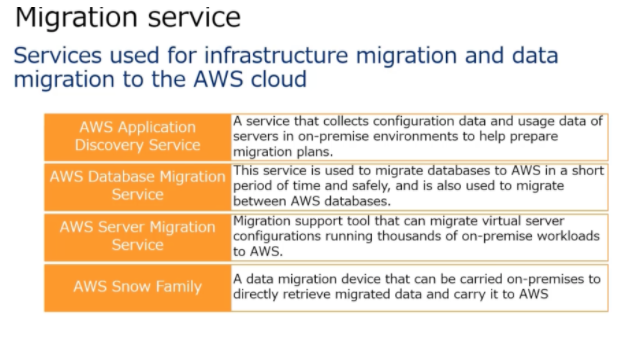 Migration service
Services used for infrastructure migration and data
migration to the AWS cloud
AWS Application
Discovery Service
A service that collects configuration data and usage data of
servers in on-premise environments to help prepare
migration plans.
AWS Database Migration
Service
This service is used to migrate databases to AWS in a short
period of time and safely, and is also used to migrate
between AWS databases.
AWS Server Migration
Service
Migration support tool that can migrate virtual server
configurations running thousands of on-premise workloads
to AWS.
AWS Snow Family
A data migration device that can be carried on-premises to
directly retrieve migrated data and carry it to AWS